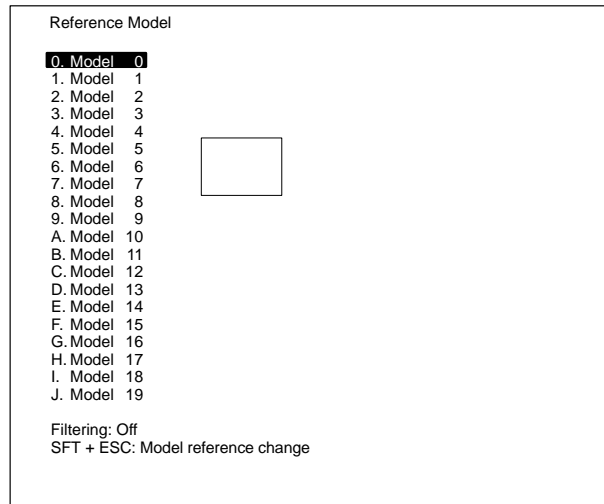 Reference Model
0. Model 0
1. Model 1
2. Model 2
3. Model 3
4. Model 4
5. Model 5
6. Model 6
7. Model 7
8. Model 8
9. Model 9
A. Model 10
B. Model 11
C. Model 12
D. Model 13
E. Model 14
F. Model 15
G. Model 16
H. Model 17
I. Model 18
J. Model 19
Filtering: Off
SFT + ESC: Model reference change